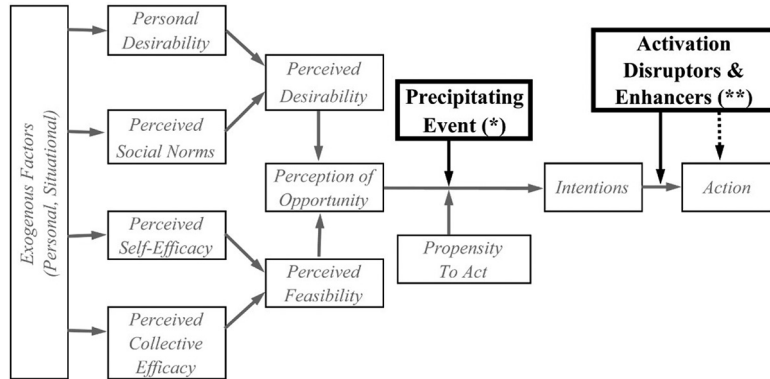 Exogenous Factors
(Personal, Situational)
Personal
Desirability
Perceived
Social Norms
Perceived
Self-Efficacy
Perceived
Collective
Efficacy
Perceived
Desirability
Perception of
Opportunity
Perceived
Feasibility
Precipitating
Event (*)
Propensity
To Act
Intentions
Activation
Disruptors &
Enhancers (**)
Action